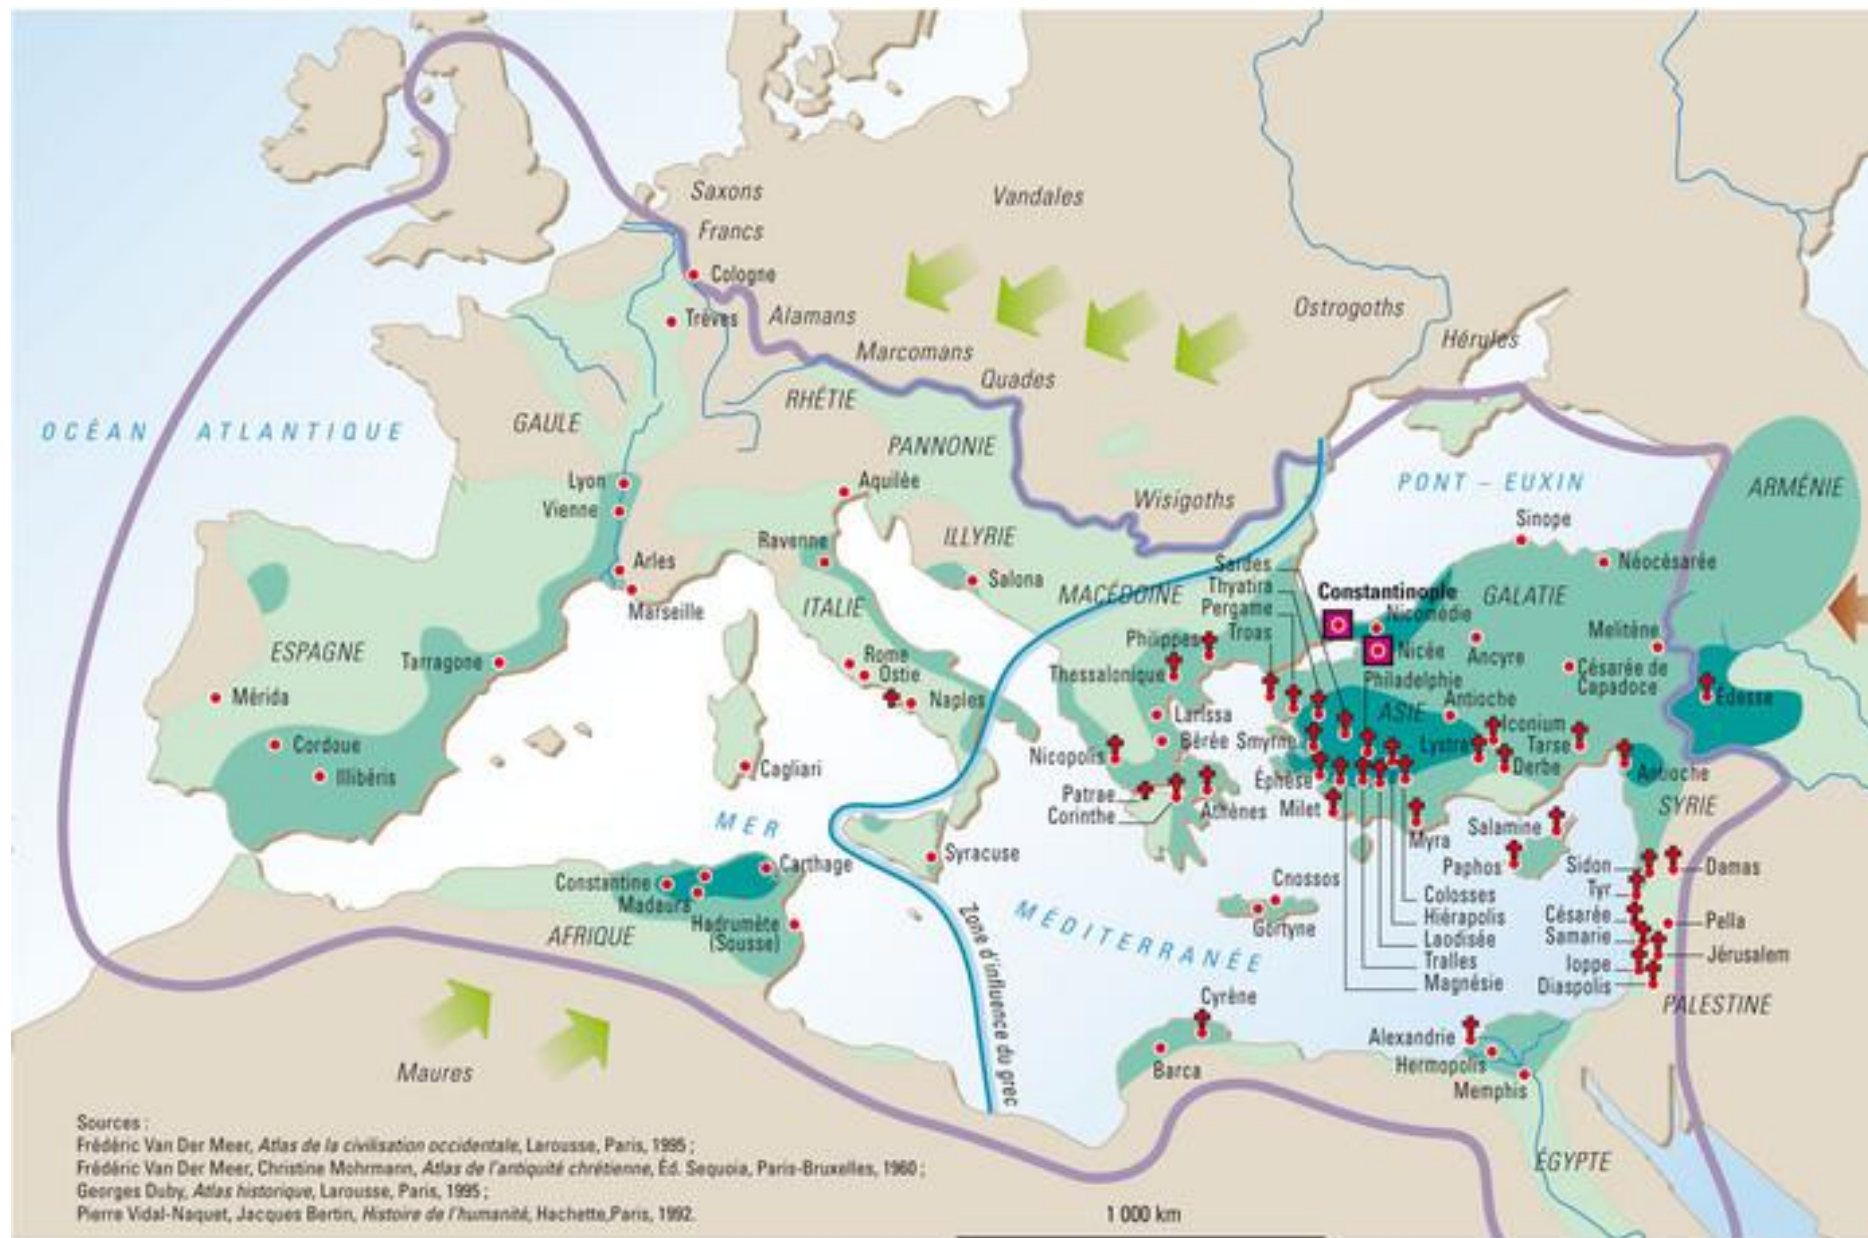 Saxons
Vandales
Francs
Cologne
Trèves
Alamans
Ostrogoths
Hérules
Marcomans
Quades
RHÉTIE
OCÉAN ATLANTIQUE
GAULE
PANNONIE
Lyon
Vienne
Aquilée
Wisigoths
PONT – EUXIN
ARMÉNIE
Sinope
Ravenne
ILLYRIE
Arles
Salona
Marseille
ITALIE
MACÉDOINE
Sardes
Thyatira
Pergame
Troas
Constantinople
Nicomédie
GALATIE
Néocèsarée
ESPAGNE
Tarragone
Rome
Ostie
Naples
Philippes
Thessalonique
Nicée
Ancyre
Melitène
Césarée de
Capadoce
Philadelphie
Antioche
Édesse
Mérida
Cordoue
Illibéris
Cagliari
Larissa
Bérée
Smyrne
ASIE
Iconium
Lystra
Tarse
Derbe
Nicopolis
Éphèse
Antioche
Patrae
Corinthe
Athènes
Milet
Myra
SYRIE
MER
Syracuse
Salamine
Paphos
Sidon
Damas
Tyr
Constantine
Carthage
Madaura
Hadrumète
(Sousse)
AFRIQUE
Cnossos
Gortyne
MÉDITERRANÉE
Colosses
Hiérapolis
Laodisée
Tralles
Magnésie
Césarée
Samarie
Pella
Jérusalem
Ioppe
Diaspolis
PALESTINE
Zone d'influence du grec
Cyrène
Barca
Alexandrie
Hermopolis
Memphis
Maures
ÉGYPTE
Sources :
Frédéric Van Der Meer, Atlas de la civilisation occidentale, Larousse, Paris, 1995 ;
Frédéric Van Der Meer, Christine Mohrmann, Atlas de l'antiquité chrétienne, Éd. Sequoia, Paris-Bruxelles, 1960 ;
Georges Duby, Atlas historique, Larousse, Paris, 1995 ;
Pierre Vidal-Naquet, Jacques Bertin, Histoire de l'humanité, Hachette,Paris, 1992.
1 000 km